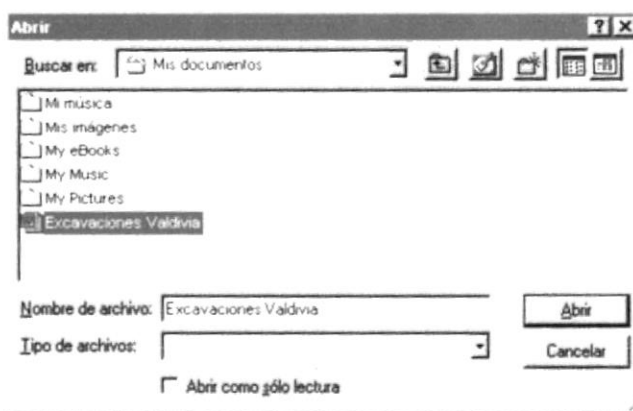 Abrir
Buscar en: Mis documentos
Mi música
Mis imágenes
My eBooks
My Music
My Pictures
Excavaciones Valdivia
Nombre de archivo: Excavaciones Valdivia Abrir
Tipo de archivos: Cancelar
Abrir como sólo lectura